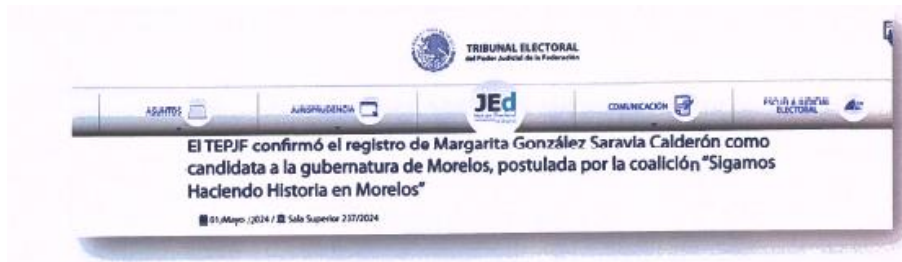 TRIBUNAL ELECTORAL
del Poder Judicial de la Federación
ASUNTOS
JURISPRUDENCIA
JEd
COMUNICACIÓN
ESCUELA JUDICIAL
ELECTORAL
El TEPJF confirmó el registro de Margarita González Saravia Calderón como
candidata a la gubernatura de Morelos, postulada por la coalición "Sigamos
Haciendo Historia en Morelos"
01/Mayo /2024 / Sala Superior 237/2024